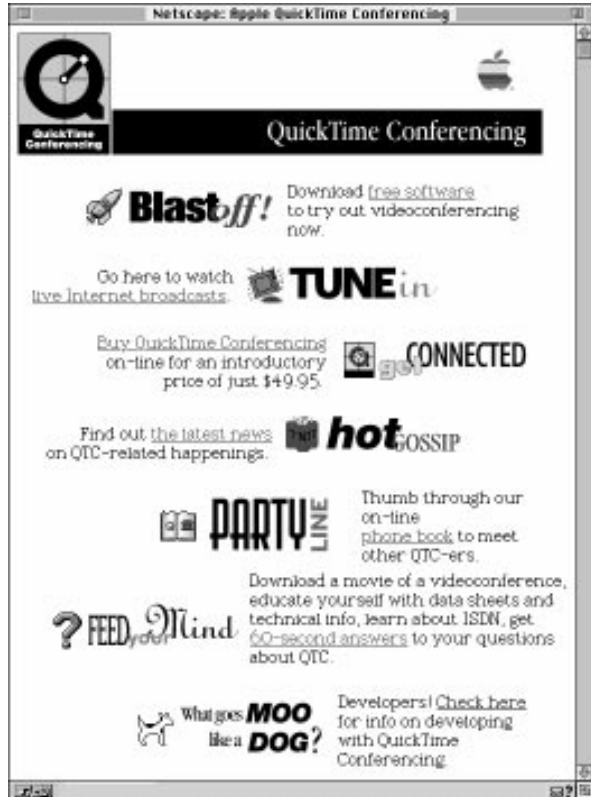 Netscape: Apple QuickTime Conferencing
QuickTime
Conferencing
QuickTime Conferencing
Blastoff!
Download free software
to try out videoconferencing
now.
Go here to watch
live Internet broadcasts.
TUNEin
Buy QuickTime Conferencing
on-line for an introductory
price of just $49.95.
get CONNECTED
Find out the latest news
on QTC-related happenings.
hot GOSSIP
PARTY LINE
Thumb through our
on-line
phone book to meet
other QTC-ers.
FEED your Mind
Download a movie of a videoconference,
educate yourself with data sheets and
technical info, learn about ISDN, get
60-second answers to your questions
about QTC.
What goes MOO
like a DOG?
Developers! Check here
for info on developing
with QuickTime
Conferencing.